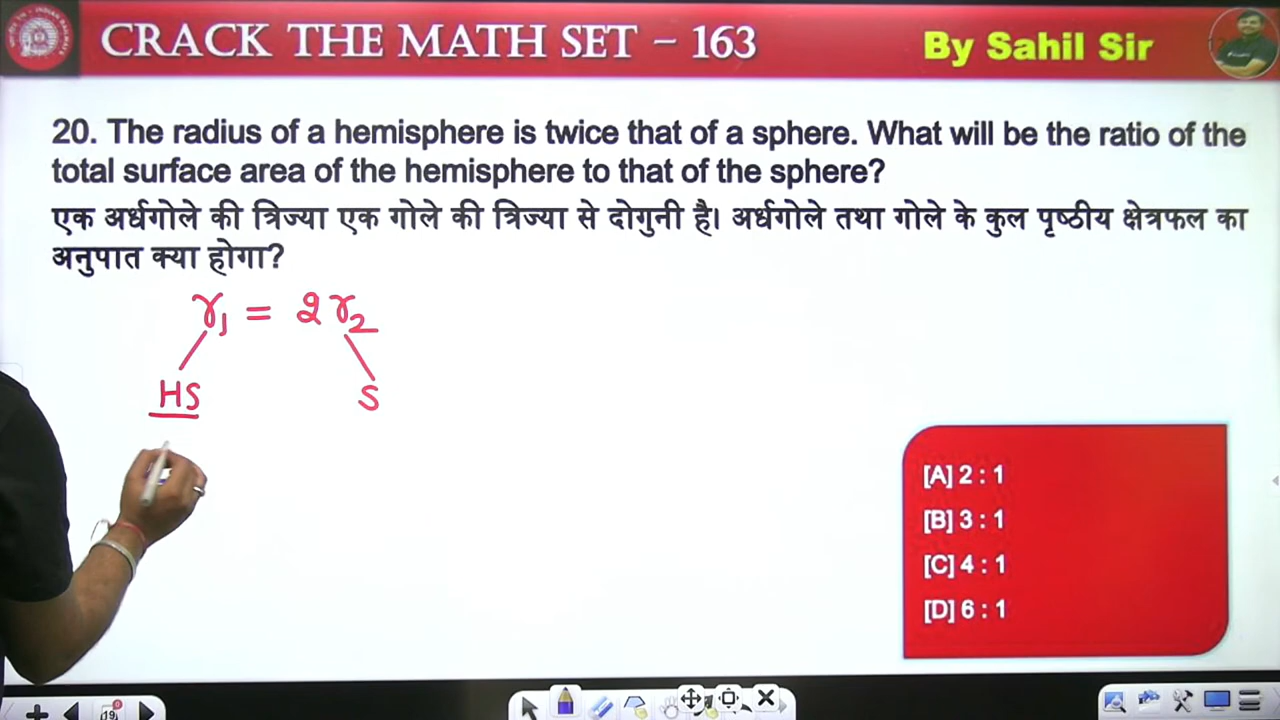 CRACK THE MATH SET – 163
By Sahil Sir
20. The radius of a hemisphere is twice that of a sphere. What will be the ratio of the
total surface area of the hemisphere to that of the sphere?
एक अर्धगोले की त्रिज्या एक गोले की त्रिज्या से दोगुनी है। अर्धगोले तथा गोले के कुल पृष्ठीय क्षेत्रफल का
अनुपात क्या होगा?
r₁ = 2r₂
HS
S
[A] 2 : 1
[B] 3 : 1
[C] 4 : 1
[D] 6 : 1
19